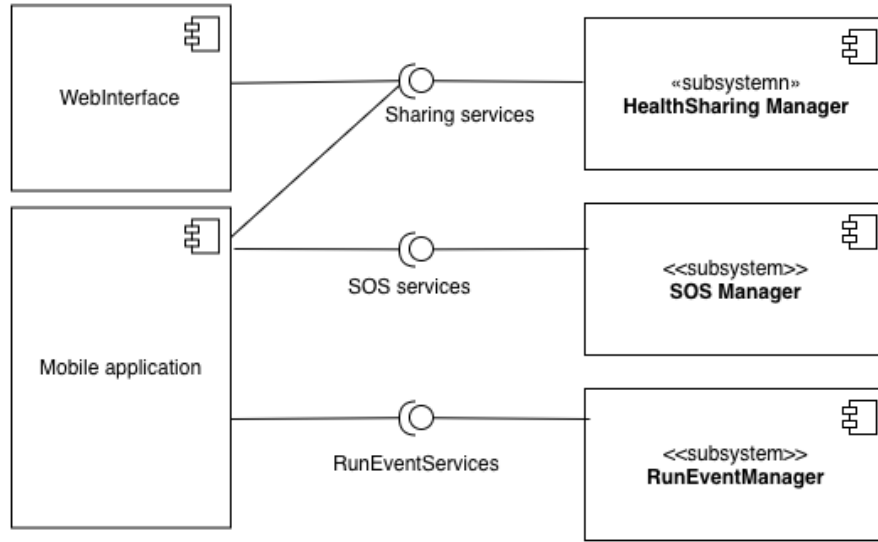 WebInterface
Sharing services
«subsystemn»
HealthSharing Manager
Mobile application
SOS services
<<subsystem>>
SOS Manager
RunEventServices
<<subsystem>>
RunEventManager